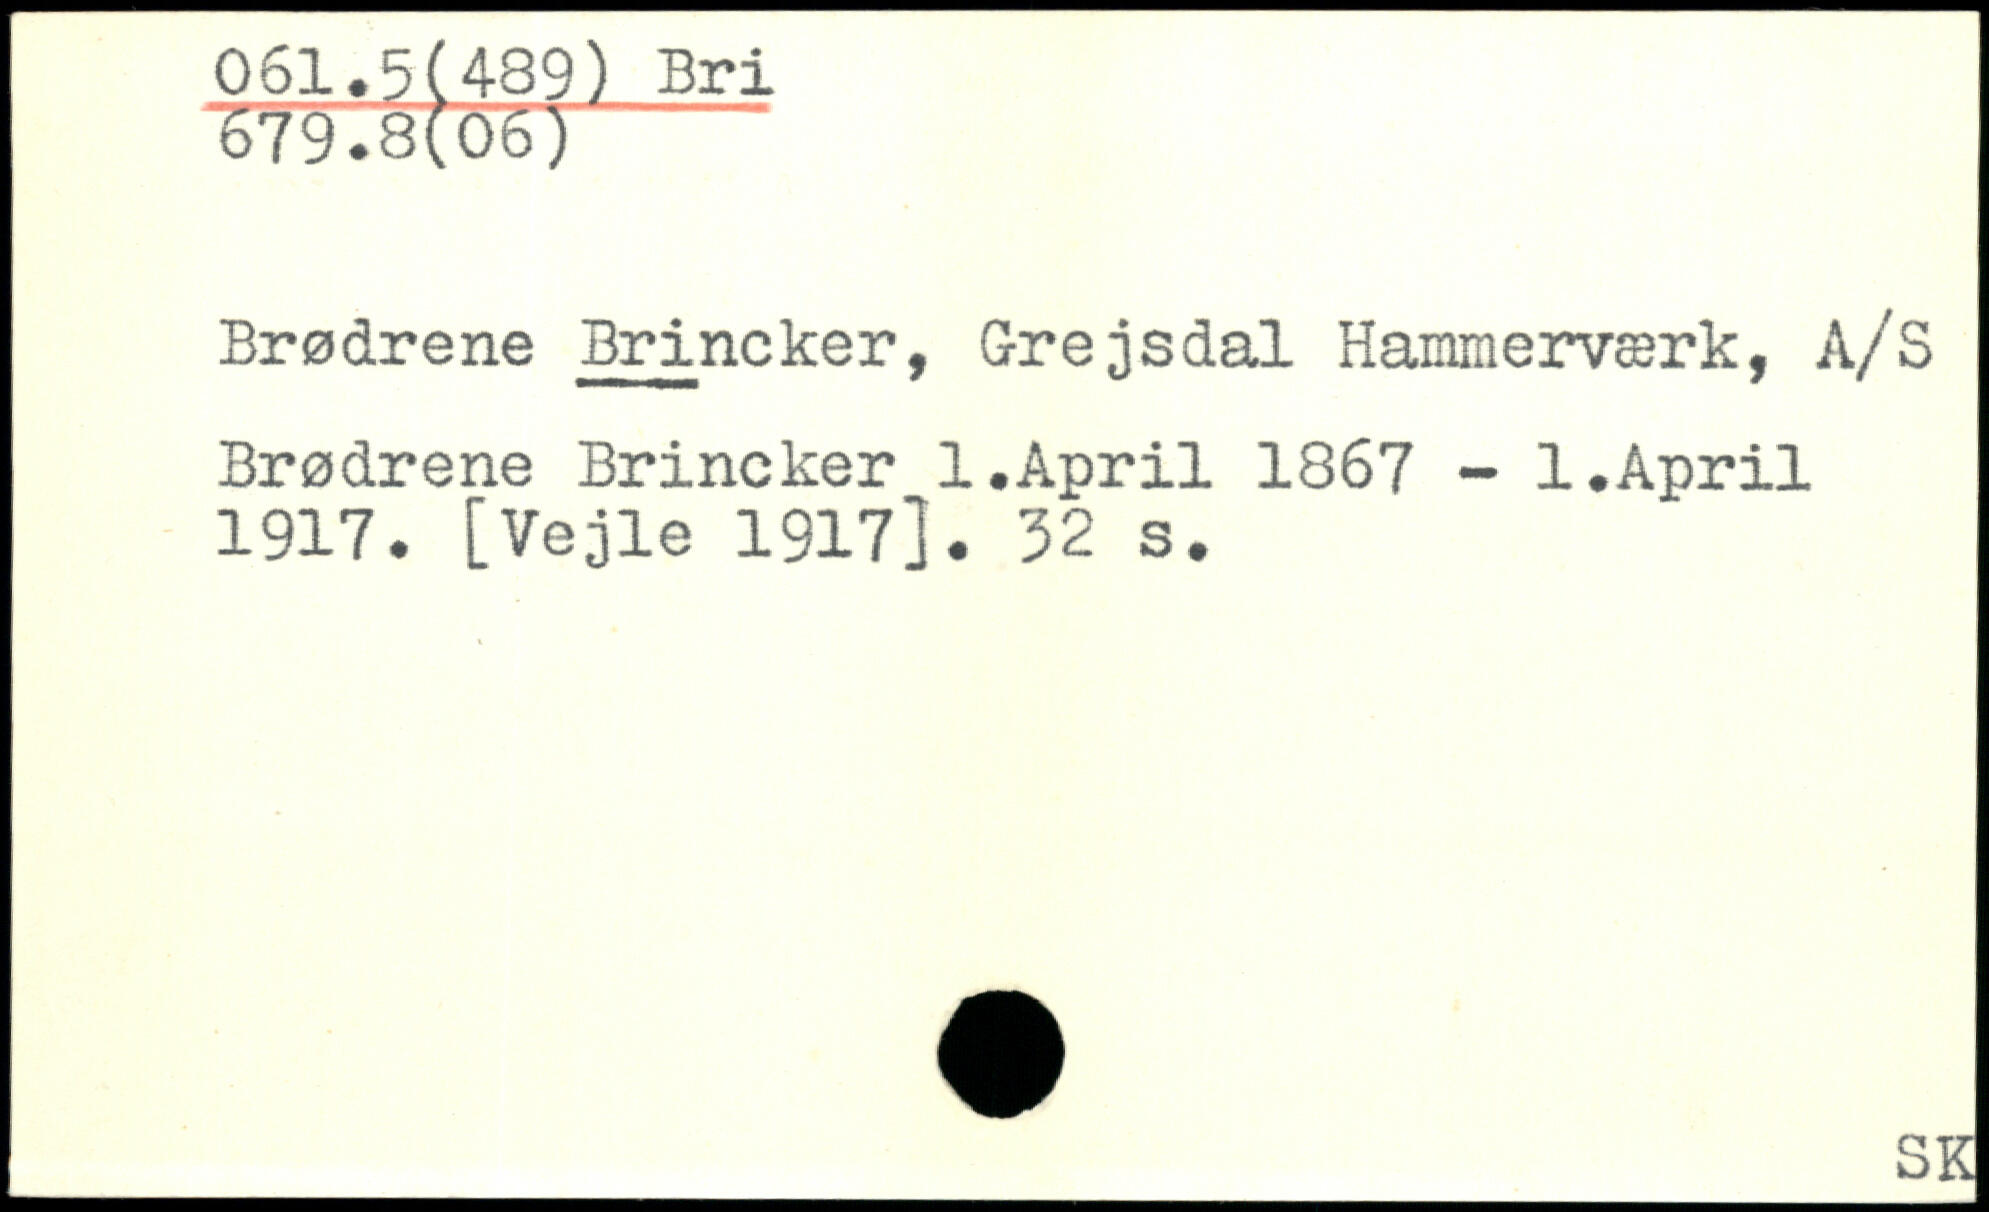 061.5(489) Bri
679.8(06)
Brødrene Brincker, Grejsdal Hammerværk, A/S
Brødrene Brincker 1.April 1867 - 1.April
1917. [Vejle 1917]. 32 s.
SK